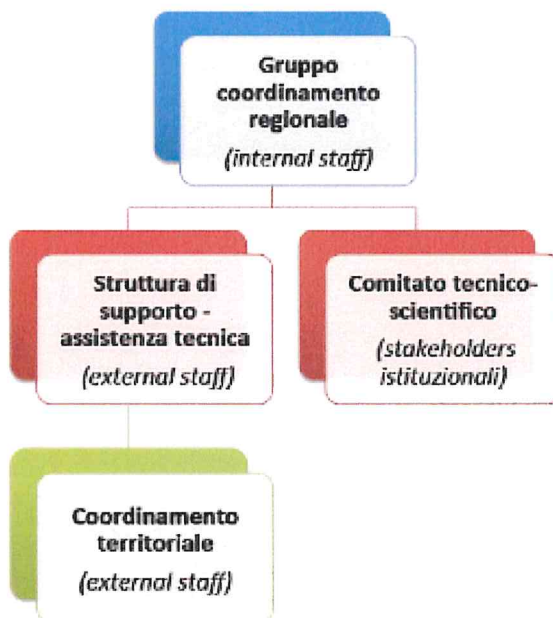 Gruppo
coordinamento
regionale
(internal staff)
Struttura di
supporto -
assistenza tecnica
(external staff)
Comitato tecnico-
scientifico
(stakeholders
istituzionali)
Coordinamento
territoriale
(external staff)